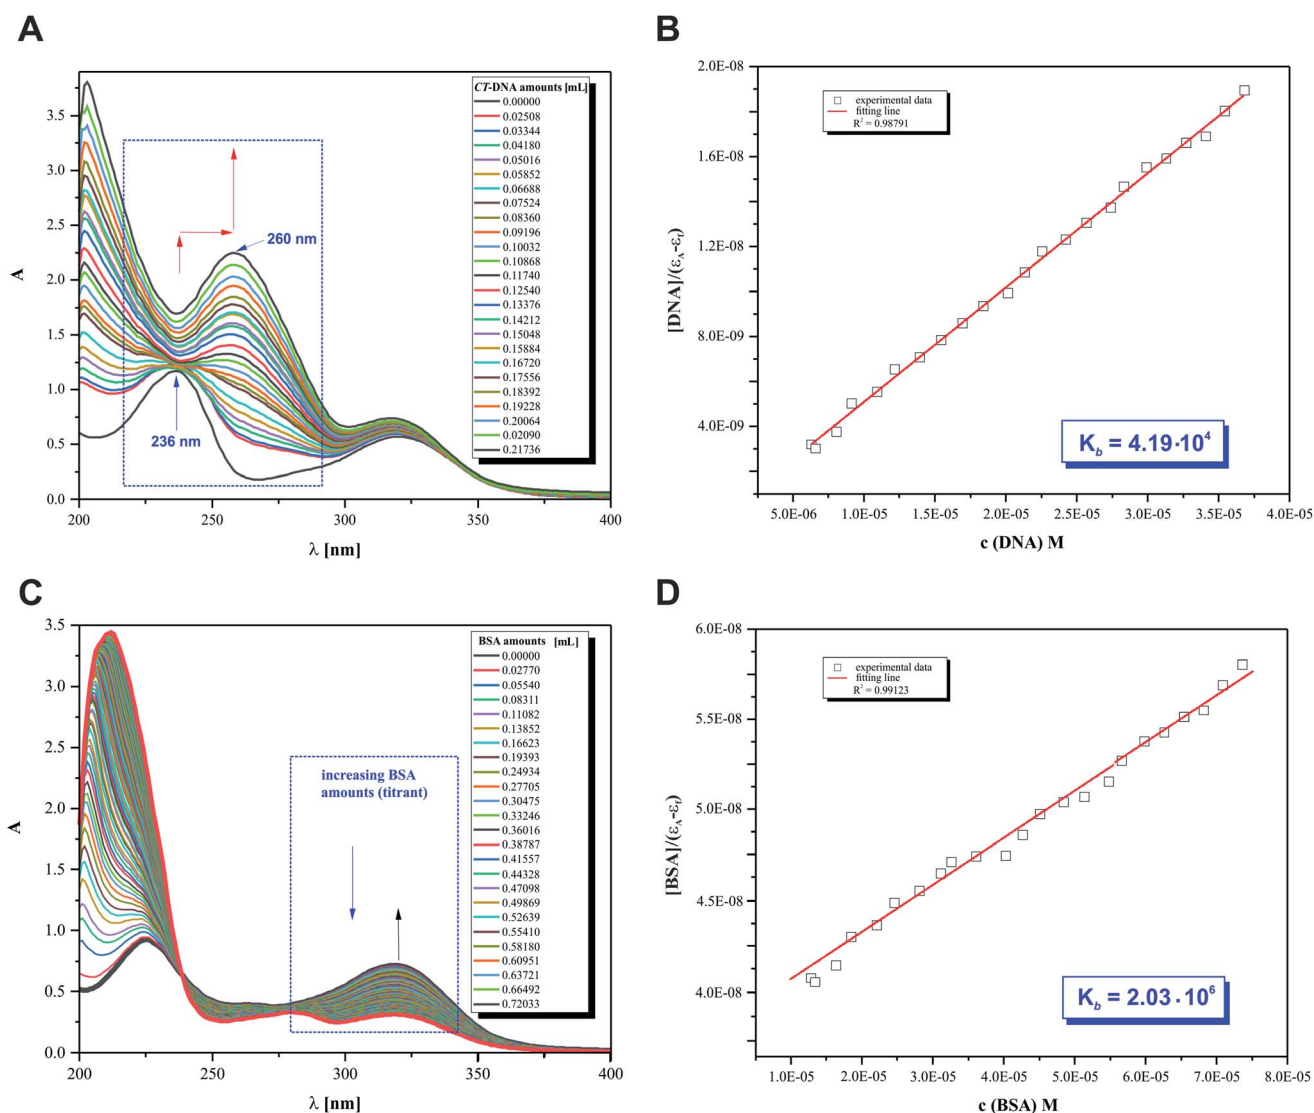 A
CT-DNA amounts [mL]
0.00000
0.02508
0.03344
0.04180
0.05016
0.05852
0.06688
0.07524
0.08360
0.09196
0.10032
0.10868
0.11740
0.12540
0.13376
0.14212
0.15048
0.15884
0.16720
0.17556
0.18392
0.19228
0.20064
0.02090
0.21736
260 nm
236 nm
A
3.5
3.0
2.5
2.0
1.5
1.0
0.5
0.0
200
250
300
350
400
λ [nm]
B
experimental data
fitting line
R² = 0.98791
K_b = 4.19·10⁴
[DNA]/(ε_A-ε_f)
2.0E-08
1.6E-08
1.2E-08
8.0E-09
4.0E-09
5.0E-06
1.0E-05
1.5E-05
2.0E-05
2.5E-05
3.0E-05
3.5E-05
4.0E-05
c (DNA) M
C
BSA amounts [mL]
0.00000
0.02770
0.05540
0.08311
0.11082
0.13852
0.16623
0.19393
0.24934
0.27705
0.30475
0.33246
0.36016
0.38787
0.41557
0.44328
0.47098
0.49869
0.52639
0.55410
0.58180
0.60951
0.63721
0.66492
0.72033
increasing BSA
amounts (titrant)
A
3.5
3.0
2.5
2.0
1.5
1.0
0.5
0.0
200
250
300
350
400
λ [nm]
D
experimental data
fitting line
R² = 0.99123
K_b = 2.03·10⁶
[BSA]/(ε_A-ε_f)
6.0E-08
5.5E-08
5.0E-08
4.5E-08
4.0E-08
1.0E-05
2.0E-05
3.0E-05
4.0E-05
5.0E-05
6.0E-05
7.0E-05
8.0E-05
c (BSA) M